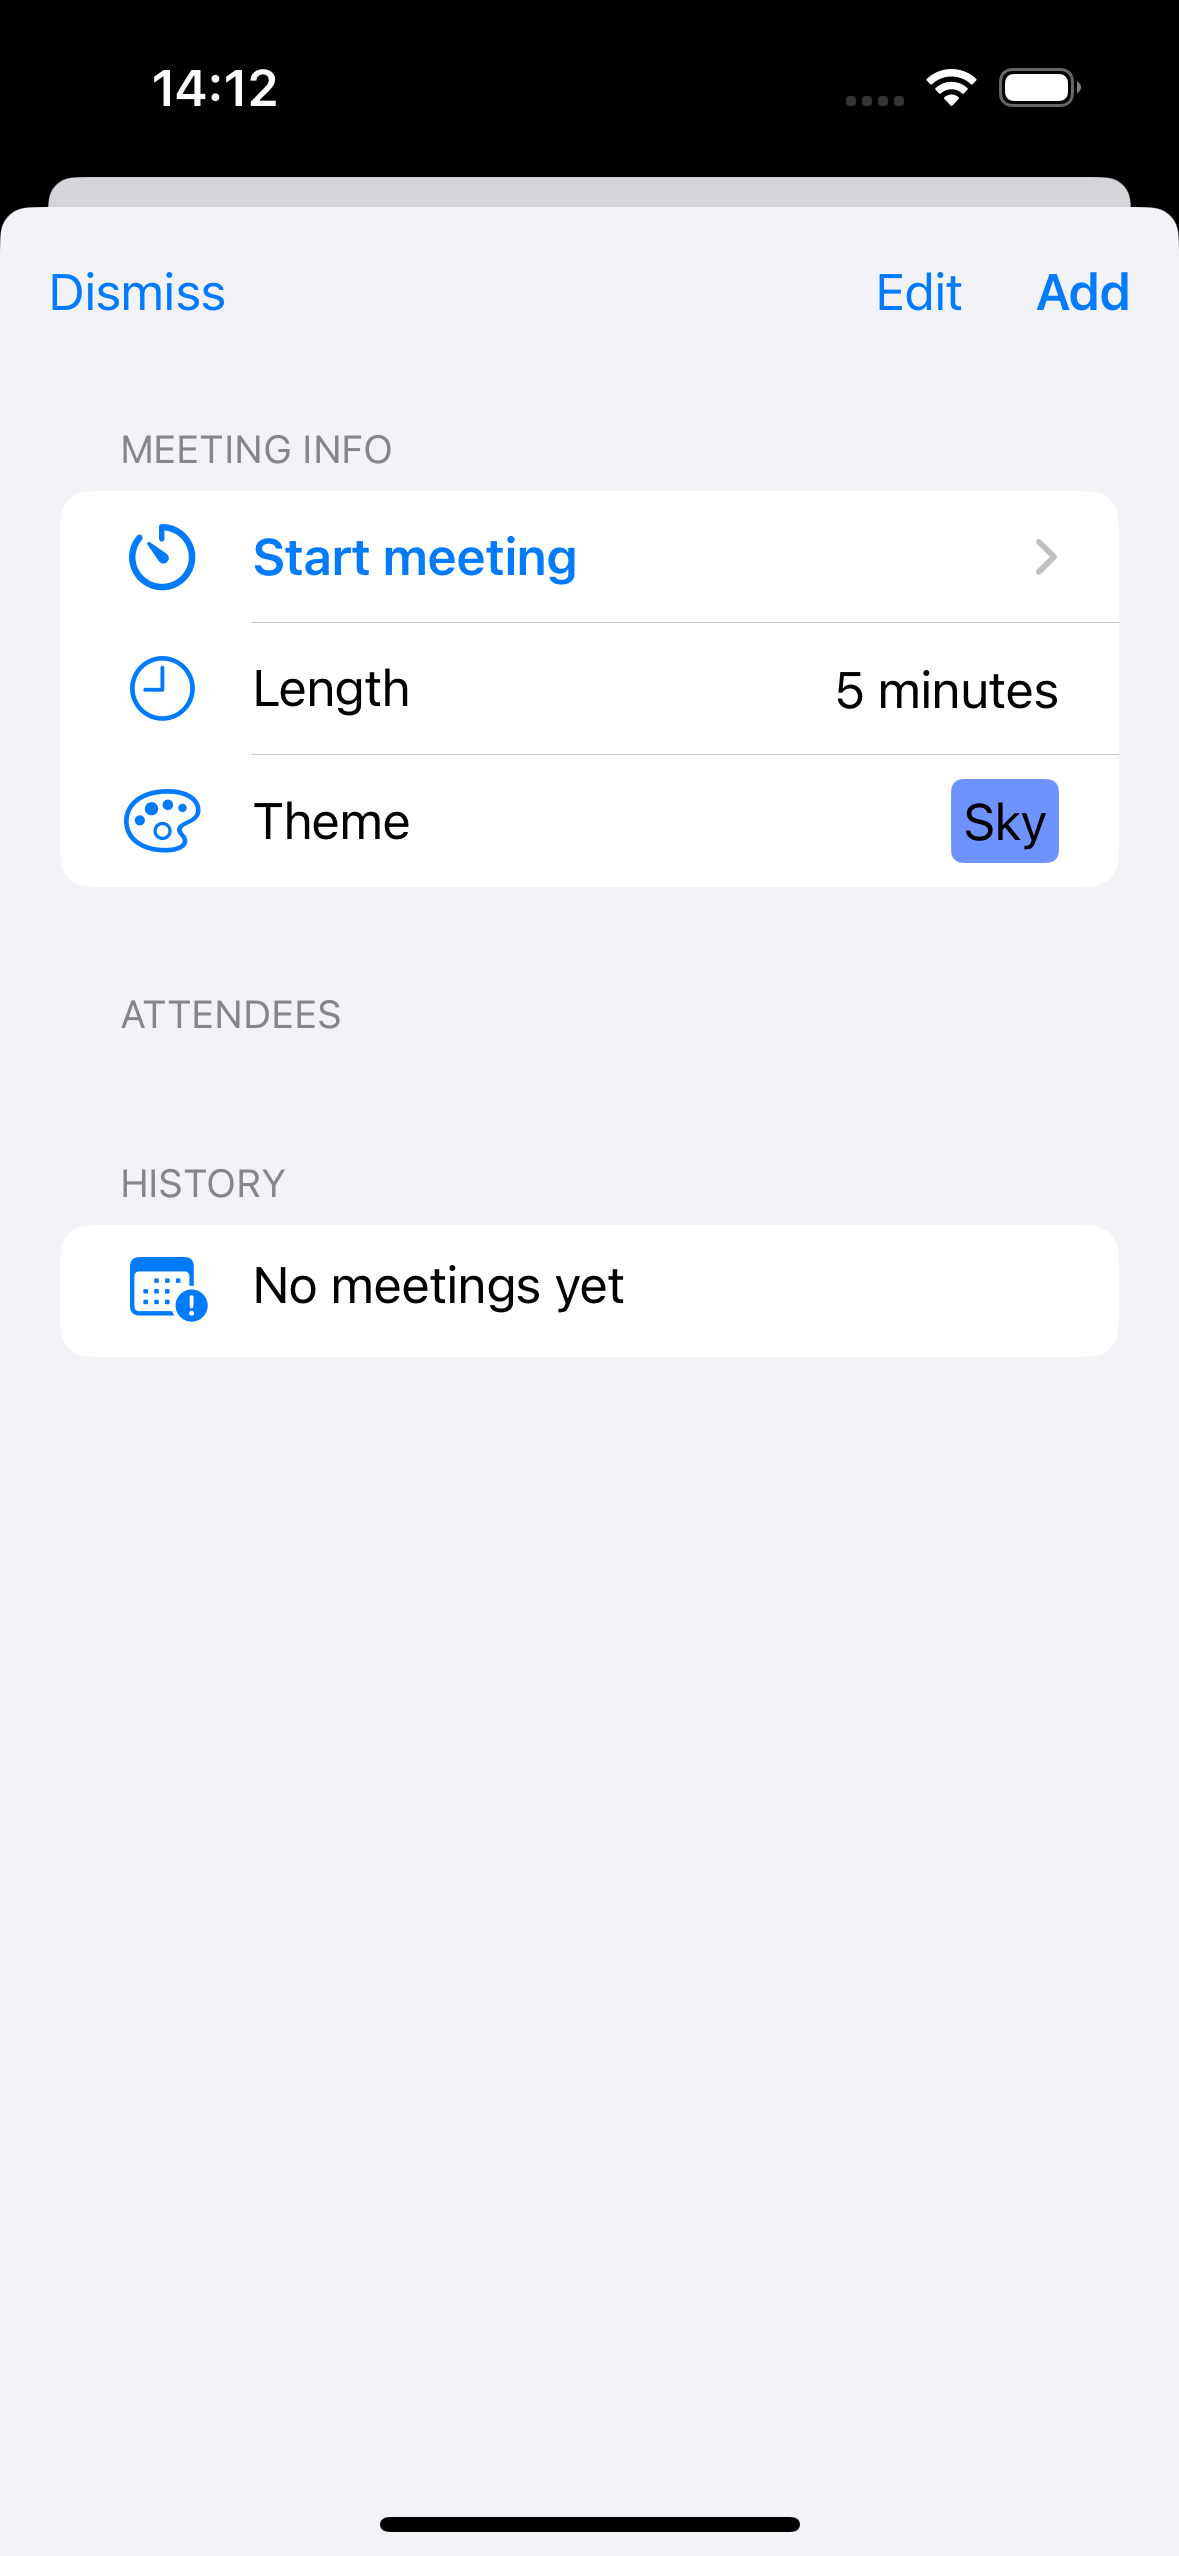 14:12
Dismiss Edit Add
MEETING INFO
Start meeting
Length 5 minutes
Theme Sky
ATTENDEES
HISTORY
No meetings yet